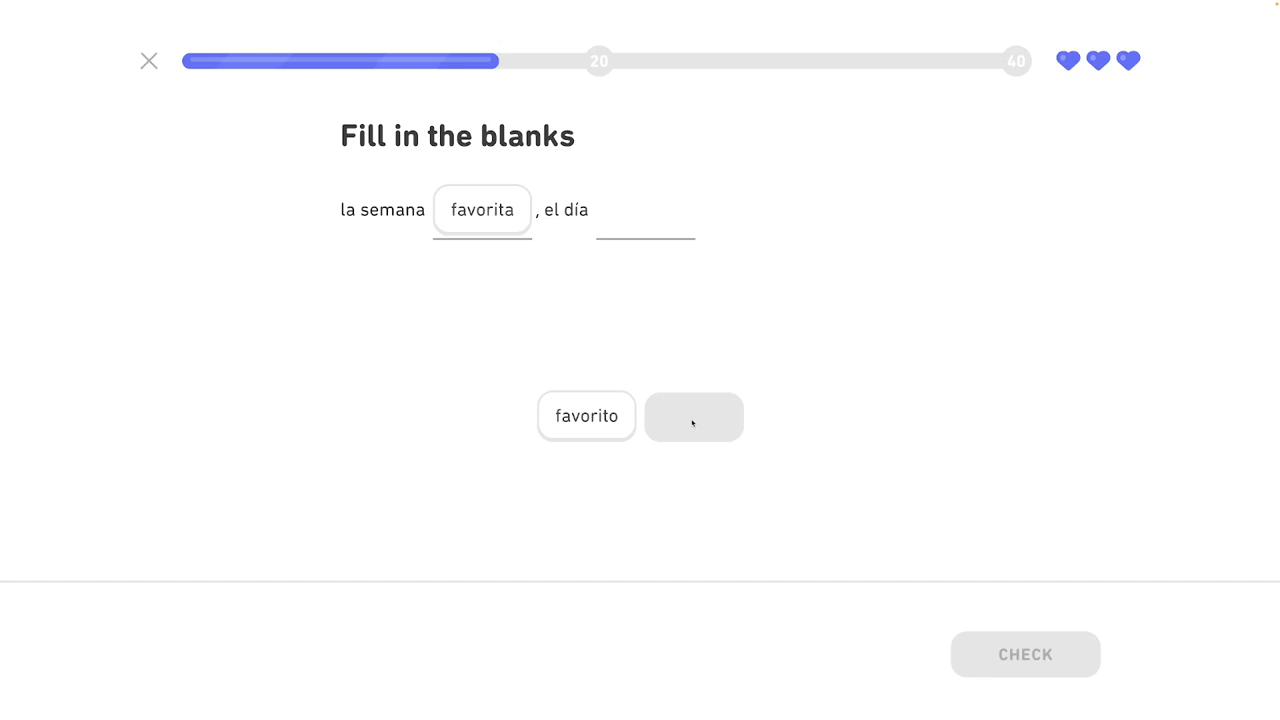 20
40
Fill in the blanks
la semana favorita , el día
favorito
CHECK